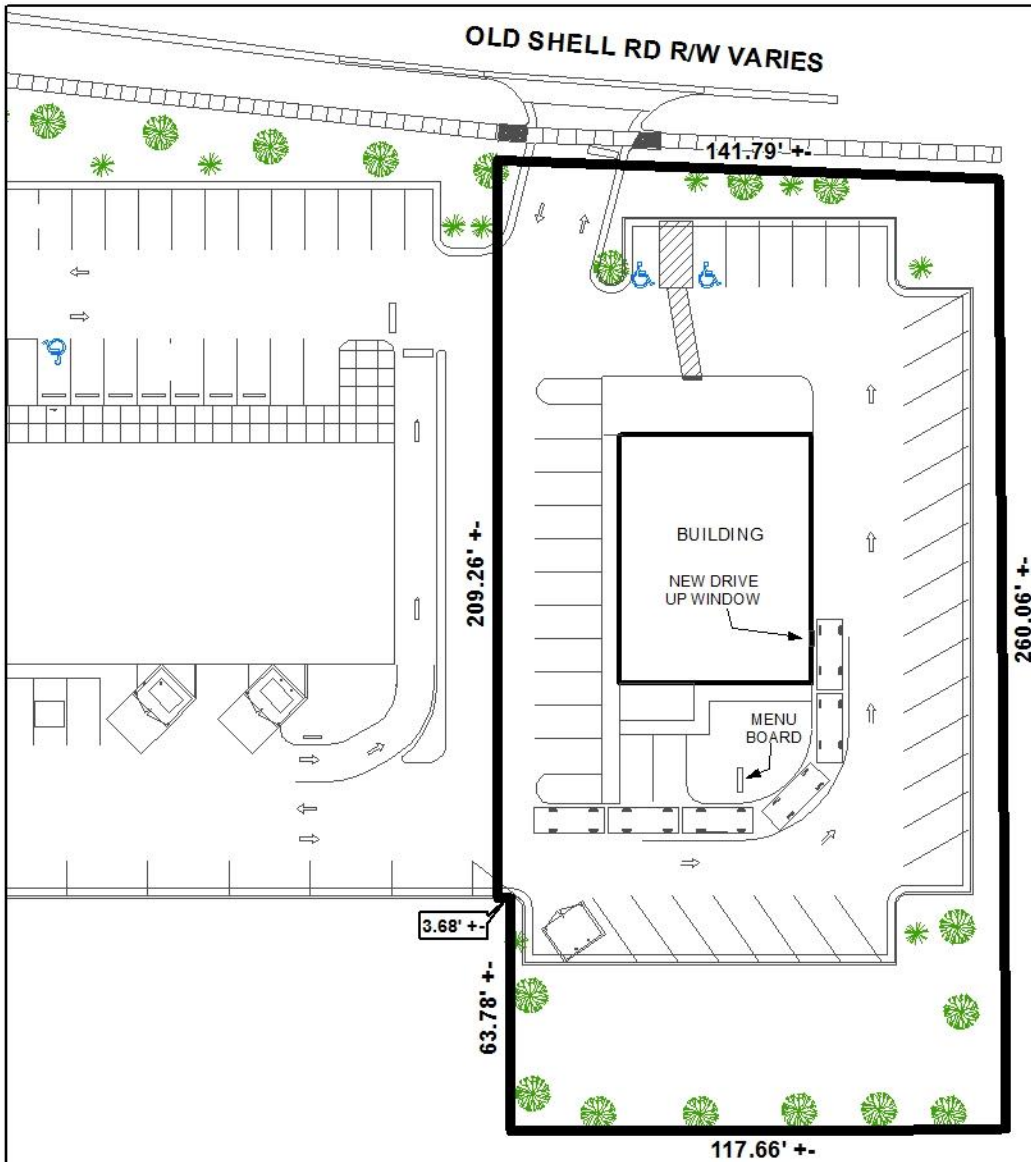 OLD SHELL RD R/W VARIES
141.79' +-
209.26' +-
BUILDING
NEW DRIVE
UP WINDOW
260.06' +-
MENU
BOARD
3.68' +-
63.78' +-
117.66' +-